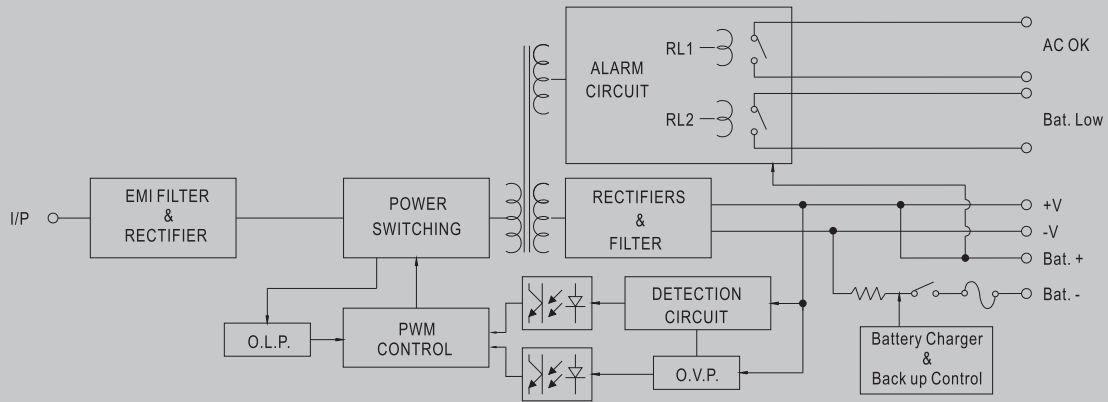 RL1
AC OK
ALARM
CIRCUIT
RL2
Bat. Low
I/P
EMI FILTER
&
RECTIFIER
POWER
SWITCHING
RECTIFIERS
&
FILTER
+V
-V
Bat. +
Bat. -
DETECTION
CIRCUIT
O.L.P.
PWM
CONTROL
O.V.P.
Battery Charger
&
Back up Control